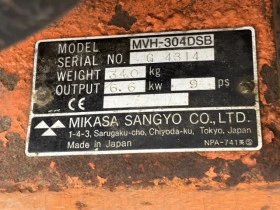 MODEL MVH-304DSB
SERIAL NO. G 4314
WEIGHT 340 kg
OUTPUT 6.6 kw 9 ps
MIKASA SANGYO CO., LTD.
1-4-3, Sarugaku-cho, Chiyoda-ku, Tokyo, Japan
Made in Japan NPA-741